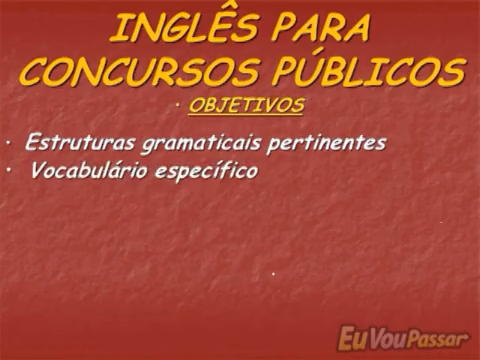 INGLÊS PARA
CONCURSOS PÚBLICOS
• OBJETIVOS
• Estruturas gramaticais pertinentes
• Vocabulário específico
EuVouPassar